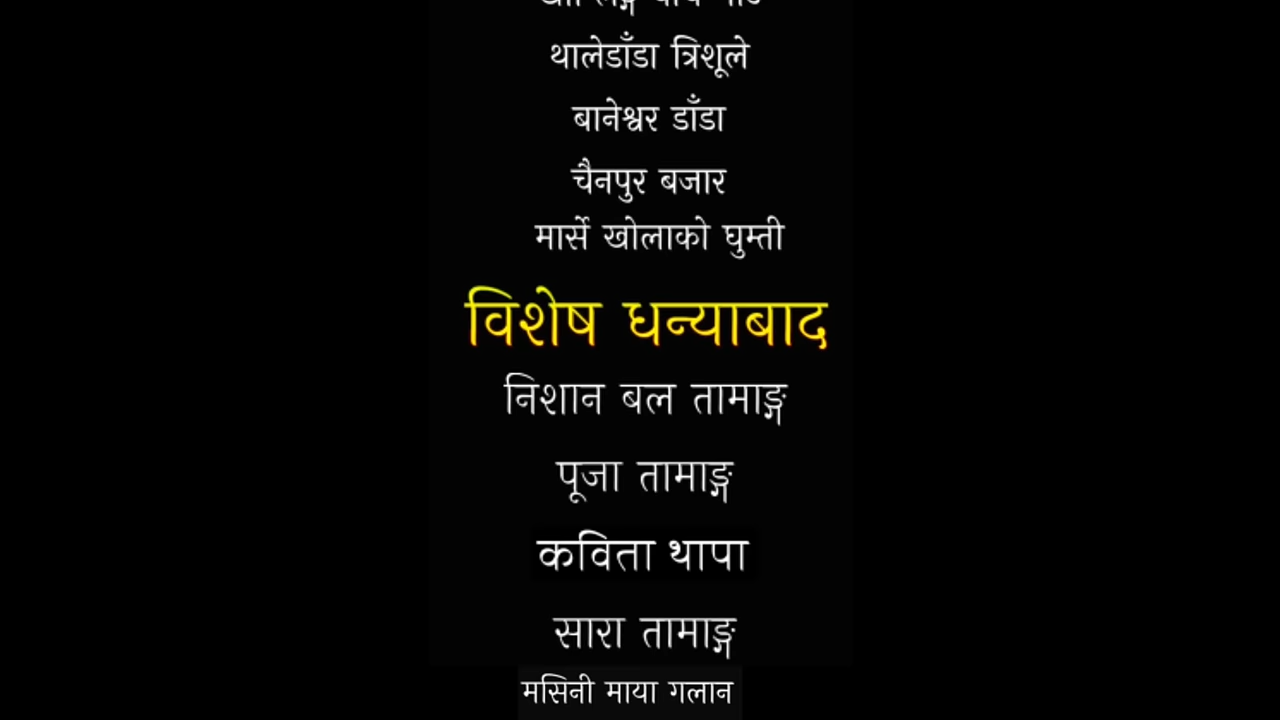 थालेडाँडा त्रिशूले
बानेश्वर डाँडा
चैनपुर बजार
मार्से खोलाको घुम्ती
विशेष धन्याबाद
निशान बल तामाङ्ग
पूजा तामाङ्ग
कविता थापा
सारा तामाङ्ग
मसिनी माया गलान